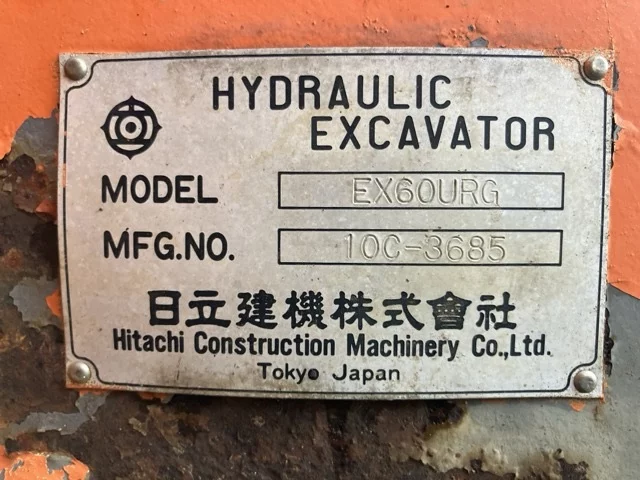 HYDRAULIC
EXCAVATOR
MODEL EX60URG
MFG.NO. 10C-3685
日立建機株式會社
Hitachi Construction Machinery Co.,Ltd.
Tokyo Japan